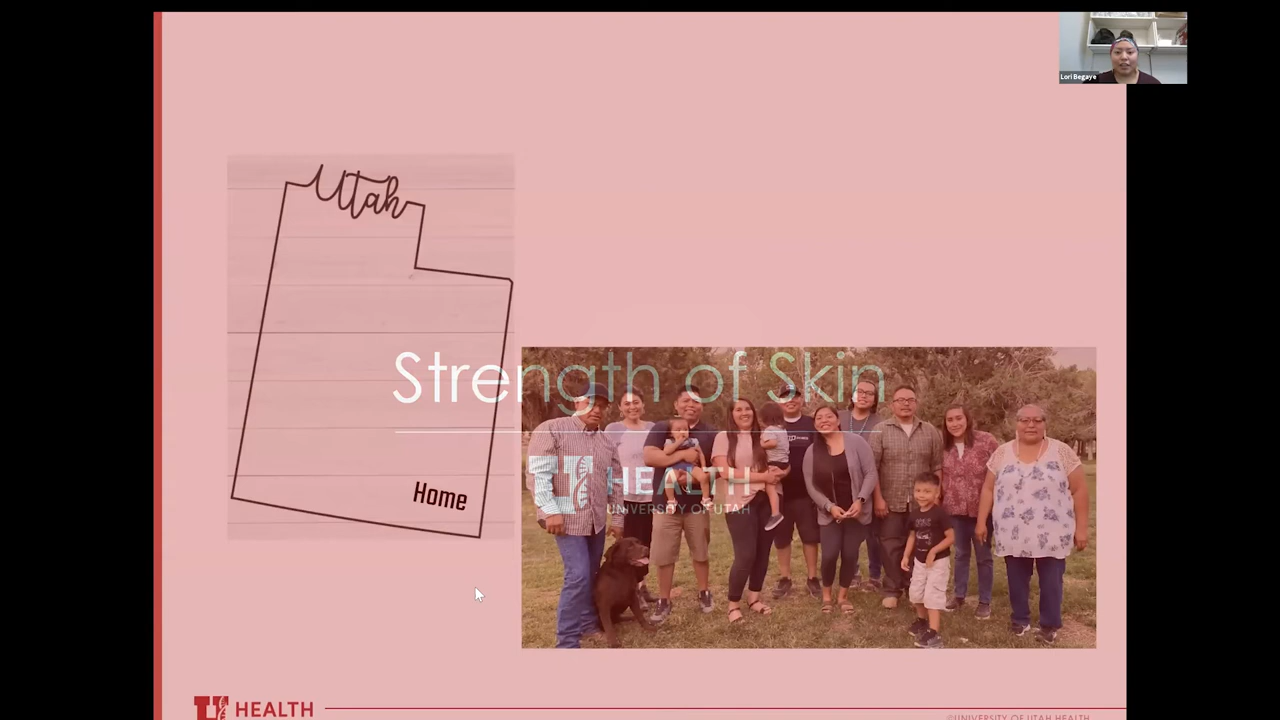 Lori Begaye
Utah
Strength of Skin
HEALTH
UNIVERSITY OF UTAH
Home
U HEALTH
©UNIVERSITY OF UTAH HEALTH